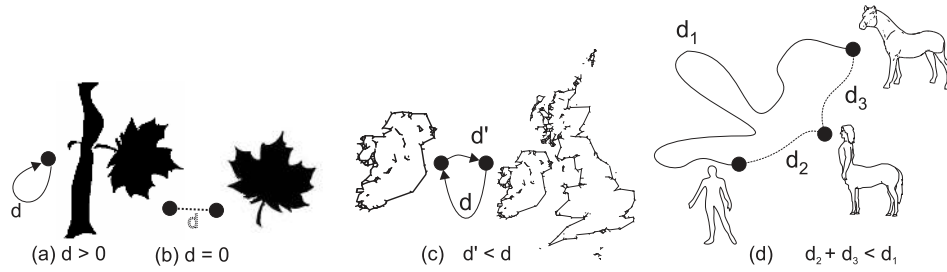 d
(a) d > 0
d
(b) d = 0
d'
d
(c) d' < d
d₁
d₃
d₂
(d) d₂ + d₃ < d₁